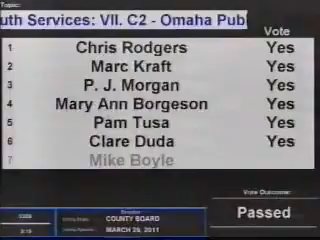 Topic:
uth Services: VII. C2 - Omaha Pub
Vote
1 Chris Rodgers Yes
2 Marc Kraft Yes
3 P. J. Morgan Yes
4 Mary Ann Borgeson Yes
5 Pam Tusa Yes
6 Clare Duda Yes
7 Mike Boyle
Vote Outcome:
Passed
COUNTY BOARD
MARCH 29, 2011